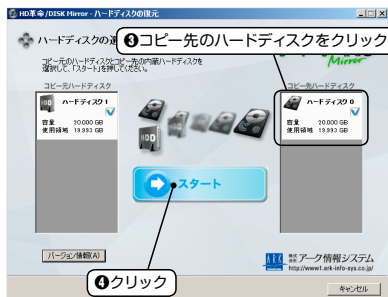 HD革命/DISK Mirror - ハードディスクの復元
ハードディスクの選
❸コピー先のハードディスクをクリック
Mirror
コピー元のハードディスクとコピー先の内蔵ハードディスクを
選択して、「スタート」を押してください。
コピー元ハードディスク
コピー先ハードディスク
HDD
ハードディスク 1
容量 20.000 GB
使用領域 19.993 GB
HDD
ハードディスク 0
容量 20.000 GB
使用領域 19.993 GB
スタート
バージョン情報(A)
❹クリック
ARK 株式会社 アーク情報システム
http://www1.ark-info-sys.co.jp/
キャンセル